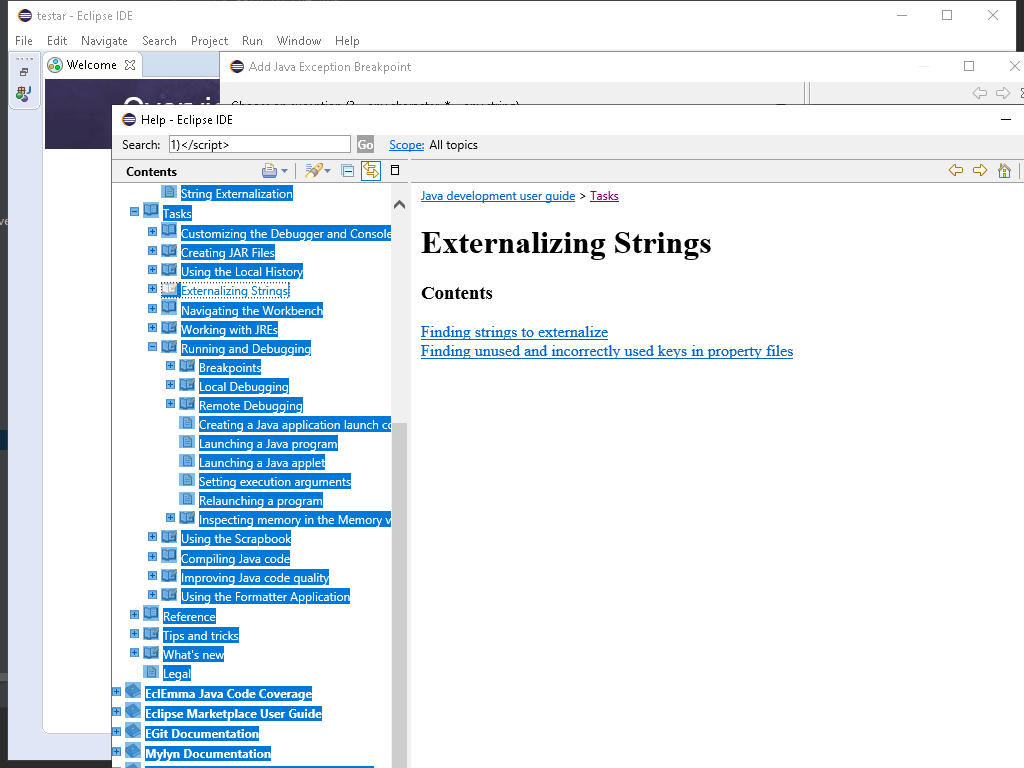 testar - Eclipse IDE
File Edit Navigate Search Project Run Window Help
Welcome
Add Java Exception Breakpoint
Help - Eclipse IDE
Search: 1)</script> Go Scope: All topics
Contents
String Externalization
Tasks
Customizing the Debugger and Console
Creating JAR Files
Using the Local History
Externalizing Strings
Navigating the Workbench
Working with JREs
Running and Debugging
Breakpoints
Local Debugging
Remote Debugging
Creating a Java application launch co
Launching a Java program
Launching a Java applet
Setting execution arguments
Relaunching a program
Inspecting memory in the Memory v
Using the Scrapbook
Compiling Java code
Improving Java code quality
Using the Formatter Application
Reference
Tips and tricks
What's new
Legal
EclEmma Java Code Coverage
Eclipse Marketplace User Guide
EGit Documentation
Mylyn Documentation
Java development user guide > Tasks
Externalizing Strings
Contents
Finding strings to externalize
Finding unused and incorrectly used keys in property files